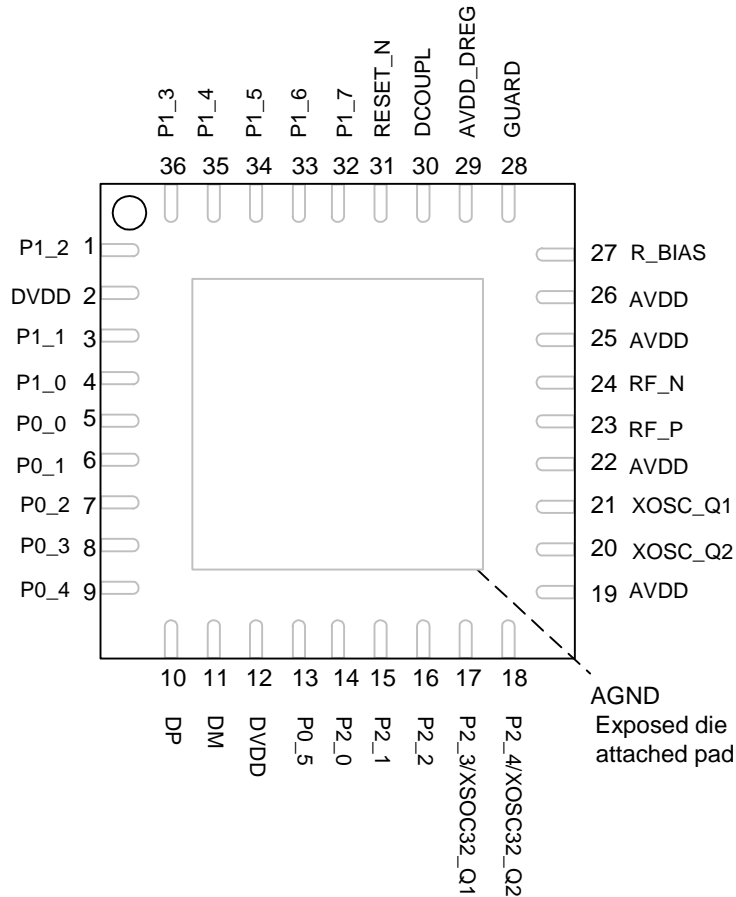 P1_3
P1_4
P1_5
P1_6
P1_7
RESET_N
DCOUPL
AVDD_DREG
GUARD
36
35
34
33
32
31
30
29
28
P1_2 1
DVDD 2
P1_1 3
P1_0 4
P0_0 5
P0_1 6
P0_2 7
P0_3 8
P0_4 9
27 R_BIAS
26 AVDD
25 AVDD
24 RF_N
23 RF_P
22 AVDD
21 XOSC_Q1
20 XOSC_Q2
19 AVDD
10
11
12
13
14
15
16
17
18
DP
DM
DVDD
P0_5
P2_0
P2_1
P2_2
P2_3/XSOC32_Q1
P2_4/XOSC32_Q2
AGND
Exposed die
attached pad